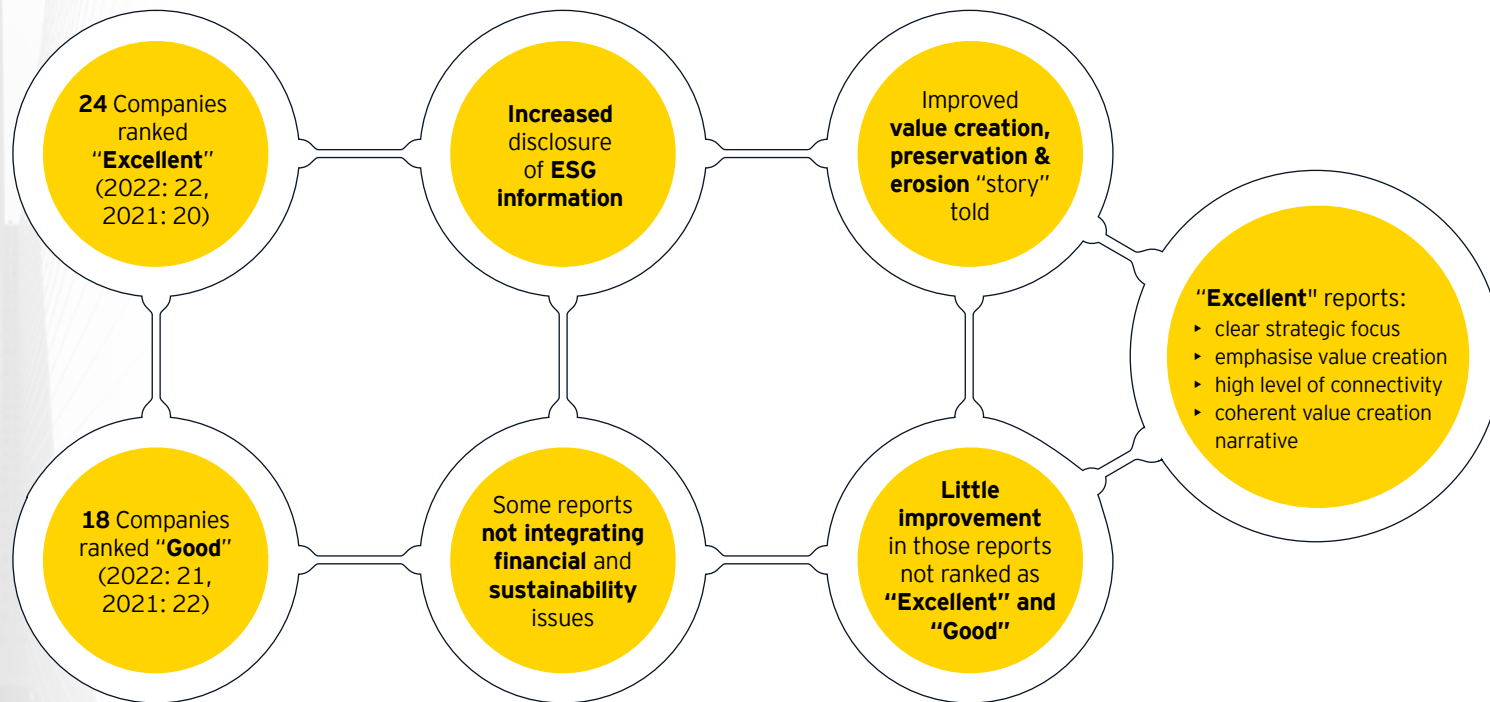 24 Companies
ranked
“Excellent”
(2022: 22,
2021: 20)
Increased
disclosure
of ESG
information
Improved
value creation,
preservation &
erosion “story”
told
“Excellent" reports:
‣ clear strategic focus
‣ emphasise value creation
‣ high level of connectivity
‣ coherent value creation
narrative
18 Companies
ranked “Good”
(2022: 21,
2021: 22)
Some reports
not integrating
financial and
sustainability
issues
Little
improvement
in those reports
not ranked as
“Excellent” and
“Good”